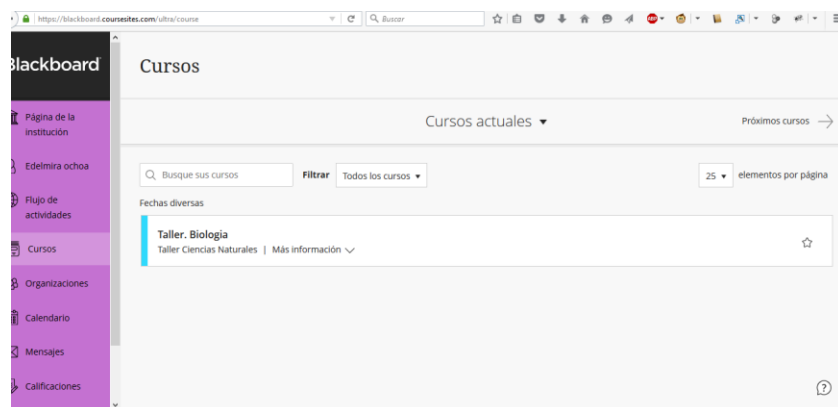 https://blackboard.coursesites.com/ultra/course
Buscar
ABP
Blackboard
Cursos
Página de la
institución
Edelmira ochoa
Flujo de
actividades
Cursos
Organizaciones
Calendario
Mensajes
Calificaciones
Cursos actuales
Próximos cursos
Busque sus cursos
Filtrar
Todos los cursos
25
elementos por página
Fechas diversas
Taller. Biologia
Taller Ciencias Naturales | Más información
?